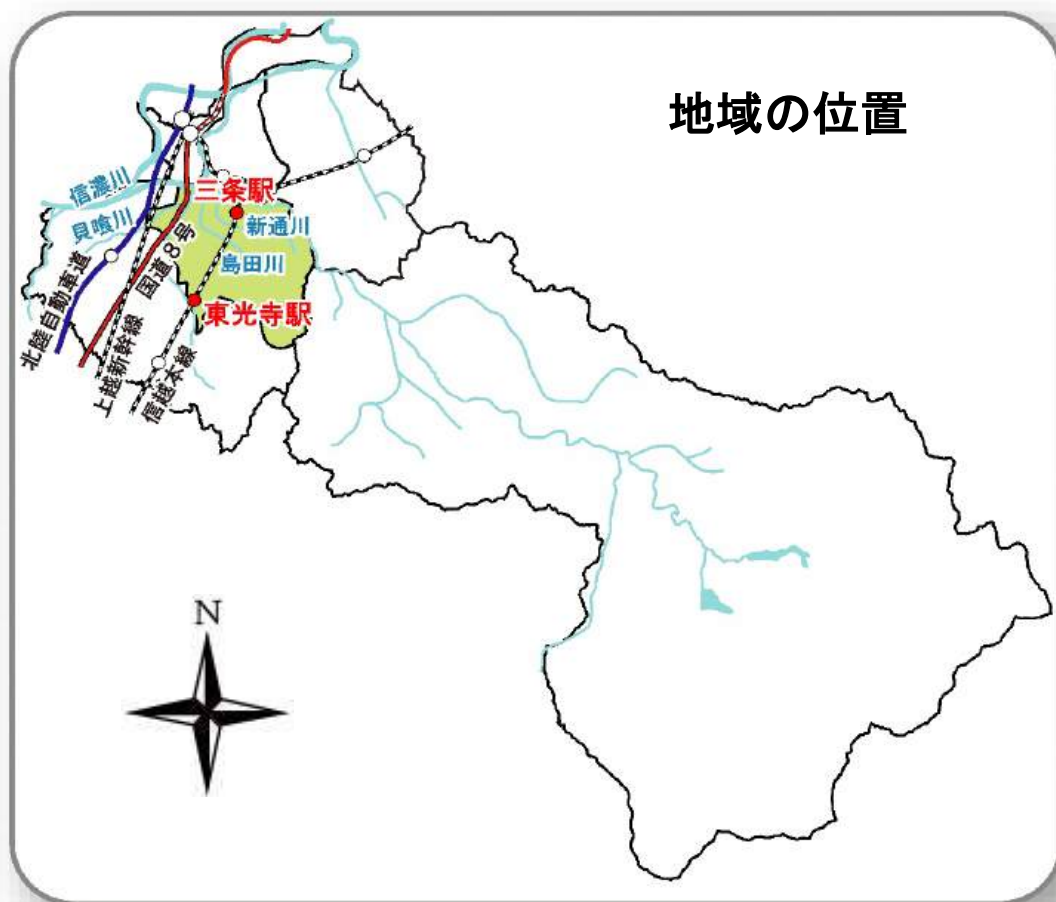 地域の位置
信濃川
三条駅
貝喰川
新通川
国道8号
島田川
東光寺駅
北陸自動車道
上越新幹線
信越本線
N